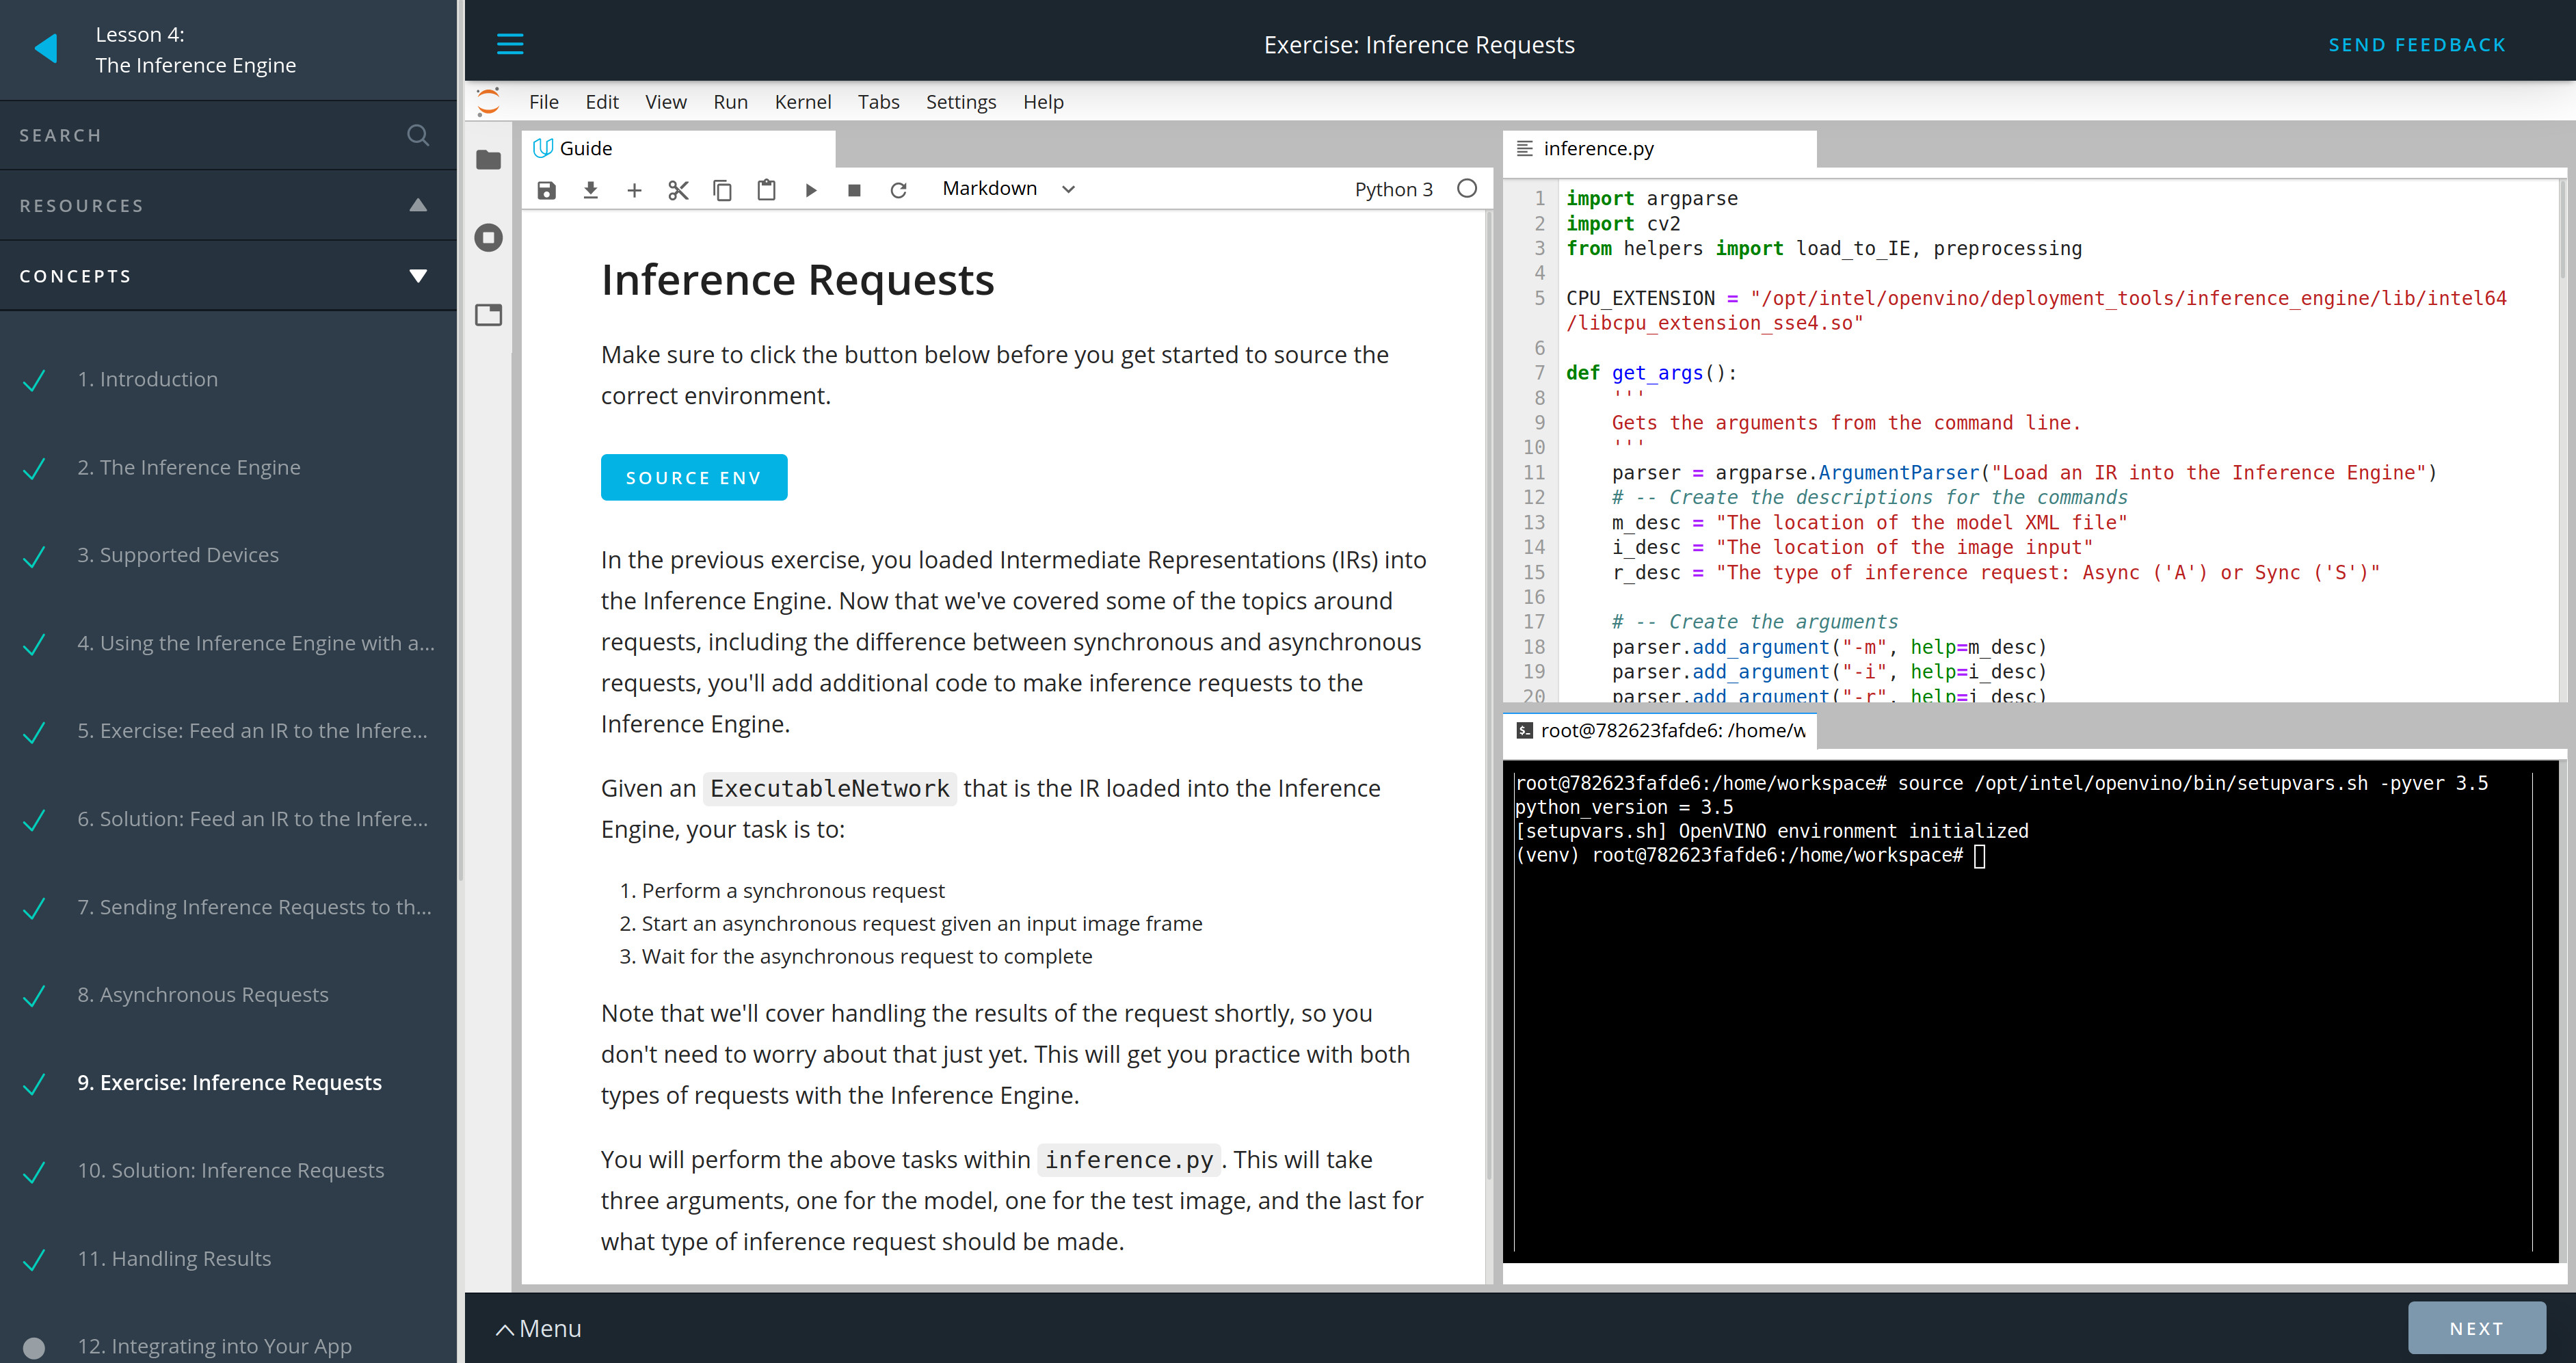 Lesson 4:
The Inference Engine
SEARCH
RESOURCES
CONCEPTS
1. Introduction
2. The Inference Engine
3. Supported Devices
4. Using the Inference Engine with a...
5. Exercise: Feed an IR to the Infere...
6. Solution: Feed an IR to the Infere...
7. Sending Inference Requests to th...
8. Asynchronous Requests
9. Exercise: Inference Requests
10. Solution: Inference Requests
11. Handling Results
12. Integrating into Your App
Exercise: Inference Requests
SEND FEEDBACK
File Edit View Run Kernel Tabs Settings Help
Guide
Markdown
Python 3
Inference Requests
Make sure to click the button below before you get started to source the
correct environment.
SOURCE ENV
In the previous exercise, you loaded Intermediate Representations (IRs) into
the Inference Engine. Now that we've covered some of the topics around
requests, including the difference between synchronous and asynchronous
requests, you'll add additional code to make inference requests to the
Inference Engine.
Given an ExecutableNetwork that is the IR loaded into the Inference
Engine, your task is to:
1. Perform a synchronous request
2. Start an asynchronous request given an input image frame
3. Wait for the asynchronous request to complete
Note that we'll cover handling the results of the request shortly, so you
don't need to worry about that just yet. This will get you practice with both
types of requests with the Inference Engine.
You will perform the above tasks within inference.py. This will take
three arguments, one for the model, one for the test image, and the last for
what type of inference request should be made.
inference.py
1 import argparse
2 import cv2
3 from helpers import load_to_IE, preprocessing
4
5 CPU_EXTENSION = "/opt/intel/openvino/deployment_tools/inference_engine/lib/intel64
/libcpu_extension_sse4.so"
6
7 def get_args():
8     '''
9     Gets the arguments from the command line.
10     '''
11     parser = argparse.ArgumentParser("Load an IR into the Inference Engine")
12     # -- Create the descriptions for the commands
13     m_desc = "The location of the model XML file"
14     i_desc = "The location of the image input"
15     r_desc = "The type of inference request: Async ('A') or Sync ('S')"
16
17     # -- Create the arguments
18     parser.add_argument("-m", help=m_desc)
19     parser.add_argument("-i", help=i_desc)
20     parser.add_argument("-r", help=i_desc)
root@782623fafde6: /home/w
root@782623fafde6:/home/workspace# source /opt/intel/openvino/bin/setupvars.sh -pyver 3.5
python_version = 3.5
[setupvars.sh] OpenVINO environment initialized
(venv) root@782623fafde6:/home/workspace#
Menu
NEXT